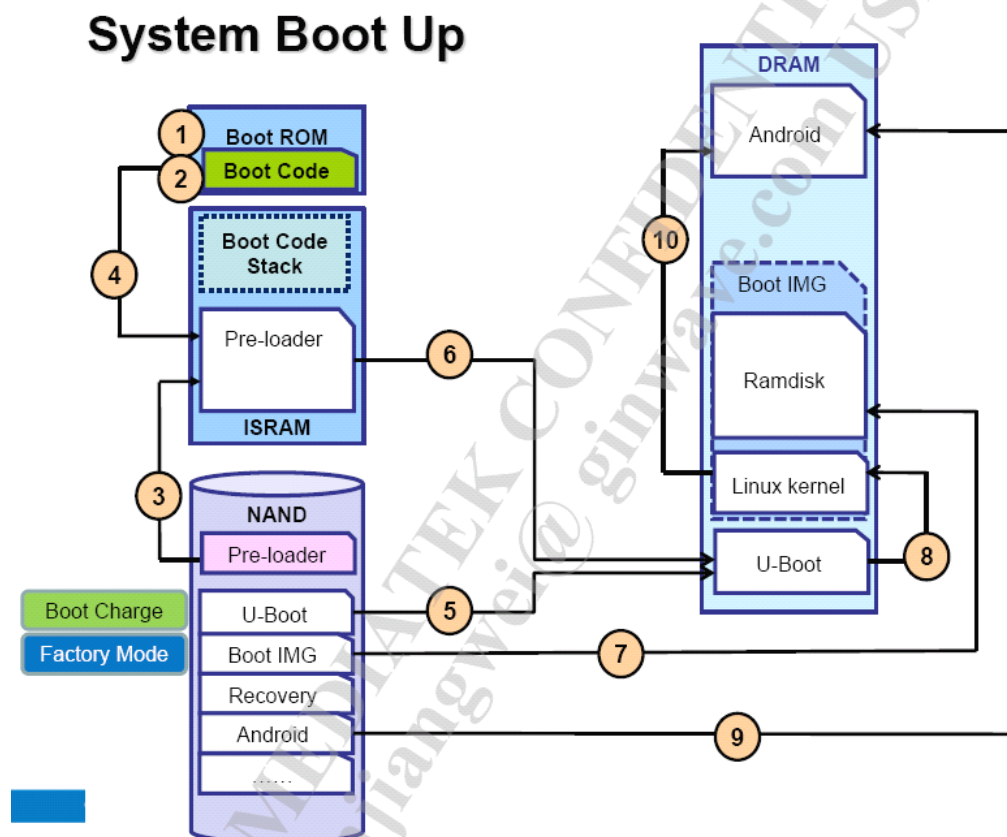 System Boot Up
1
Boot ROM
2
Boot Code
Boot Code
Stack
4
Pre-loader
6
ISRAM
3
NAND
Pre-loader
Boot Charge
U-Boot
5
Factory Mode
Boot IMG
7
Recovery
Android
9
......
DRAM
Android
10
Boot IMG
Ramdisk
Linux kernel
8
U-Boot
MEDIATEK CONFIDENTI
jiangwei@ ginwave.com US